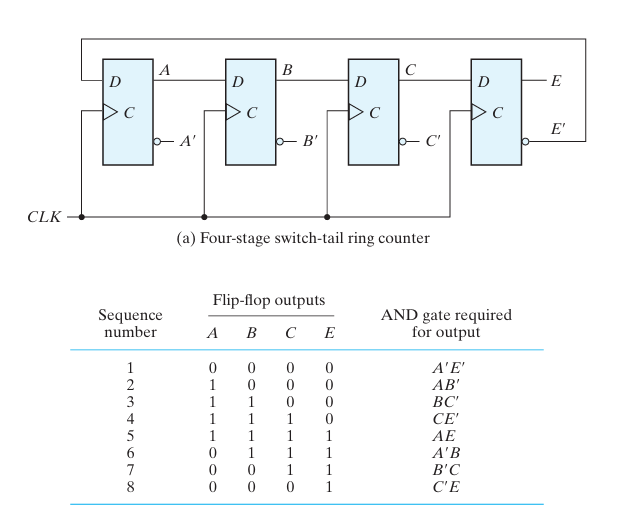 A B C
D D D D E
C C C C
A' B' C' E'
CLK
(a) Four-stage switch-tail ring counter
Flip-flop outputs
Sequence AND gate required
number A B C E for output
1 0 0 0 0 A'E'
2 1 0 0 0 AB'
3 1 1 0 0 BC'
4 1 1 1 0 CE'
5 1 1 1 1 AE
6 0 1 1 1 A'B
7 0 0 1 1 B'C
8 0 0 0 1 C'E